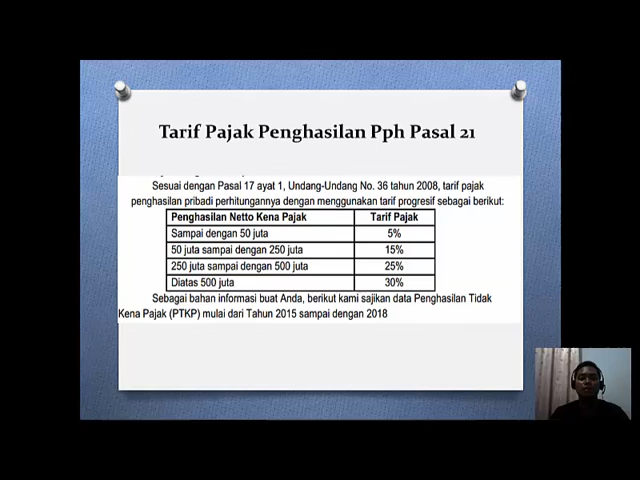 Tarif Pajak Penghasilan Pph Pasal 21
Sesuai dengan Pasal 17 ayat 1, Undang-Undang No. 36 tahun 2008, tarif pajak
penghasilan pribadi perhitungannya dengan menggunakan tarif progresif sebagai berikut:
Penghasilan Netto Kena Pajak Tarif Pajak
Sampai dengan 50 juta 5%
50 juta sampai dengan 250 juta 15%
250 juta sampai dengan 500 juta 25%
Diatas 500 juta 30%
Sebagai bahan informasi buat Anda, berikut kami sajikan data Penghasilan Tidak
Kena Pajak (PTKP) mulai dari Tahun 2015 sampai dengan 2018